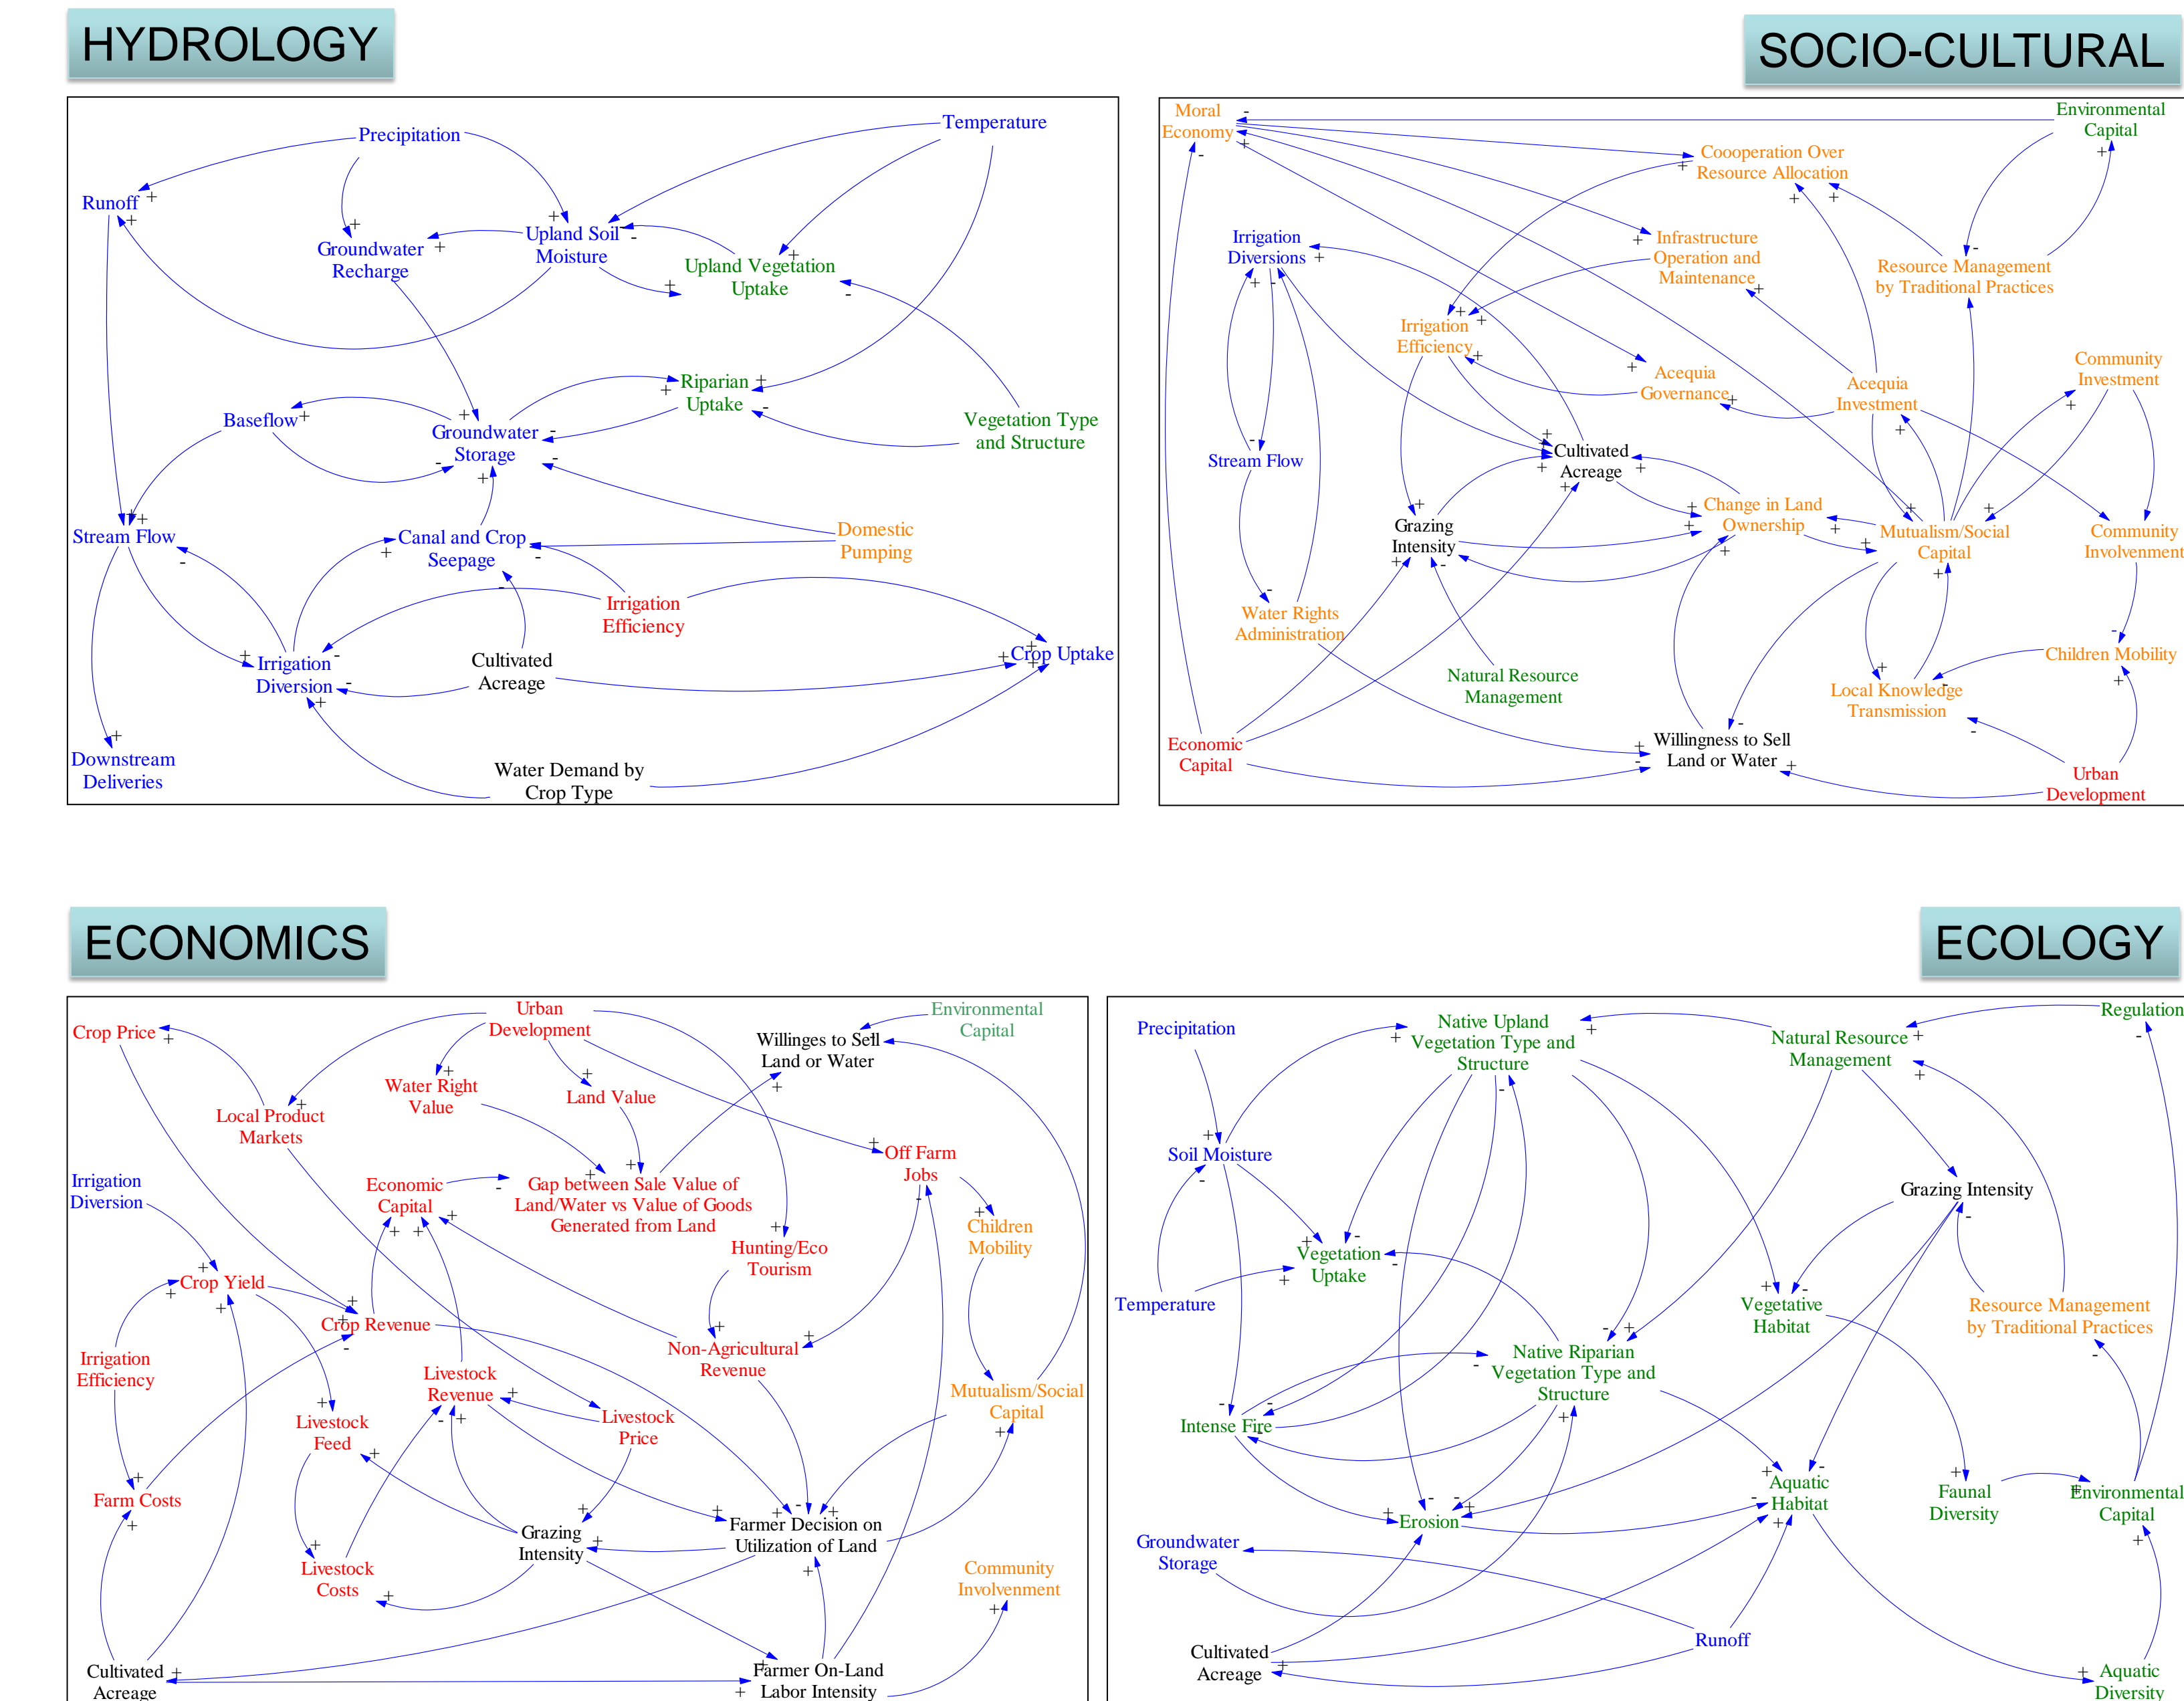 HYDROLOGY
SOCIO-CULTURAL
Precipitation
Temperature
Runoff
Groundwater
Recharge
Upland Soil
Moisture
Upland Vegetation
Uptake
Riparian
Uptake
Vegetation Type
and Structure
Baseflow
Groundwater
Storage
Stream Flow
Canal and Crop
Seepage
Domestic
Pumping
Irrigation
Efficiency
Irrigation
Diversion
Cultivated
Acreage
Crop Uptake
Downstream
Deliveries
Water Demand by
Crop Type
Moral
Economy
Environmental
Capital
Coooperation Over
Resource Allocation
Irrigation
Diversions
Infrastructure
Operation and
Maintenance
Resource Management
by Traditional Practices
Irrigation
Efficiency
Acequia
Governance
Acequia
Investment
Community
Investment
Stream Flow
Cultivated
Acreage
Grazing
Intensity
Change in Land
Ownership
Mutualism/Social
Capital
Community
Involvenment
Water Rights
Administration
Natural Resource
Management
Children Mobility
Local Knowledge
Transmission
Economic
Capital
Willingness to Sell
Land or Water
Urban
Development
ECONOMICS
ECOLOGY
Crop Price
Urban
Development
Environmental
Capital
Willinges to Sell
Land or Water
Water Right
Value
Land Value
Local Product
Markets
Off Farm
Jobs
Irrigation
Diversion
Economic
Capital
Gap between Sale Value of
Land/Water vs Value of Goods
Generated from Land
Children
Mobility
Hunting/Eco
Tourism
Crop Yield
Crop Revenue
Non-Agricultural
Revenue
Irrigation
Efficiency
Livestock
Revenue
Mutualism/Social
Capital
Livestock
Feed
Livestock
Price
Farm Costs
Grazing
Intensity
Farmer Decision on
Utilization of Land
Livestock
Costs
Community
Involvenment
Cultivated
Acreage
Farmer On-Land
Labor Intensity
Precipitation
Native Upland
Vegetation Type and
Structure
Natural Resource
Management
Regulation
Soil Moisture
Grazing Intensity
Vegetation
Uptake
Temperature
Vegetative
Habitat
Resource Management
by Traditional Practices
Native Riparian
Vegetation Type and
Structure
Intense Fire
Aquatic
Habitat
Faunal
Diversity
Environmental
Capital
Erosion
Groundwater
Storage
Runoff
Cultivated
Acreage
Aquatic
Diversity